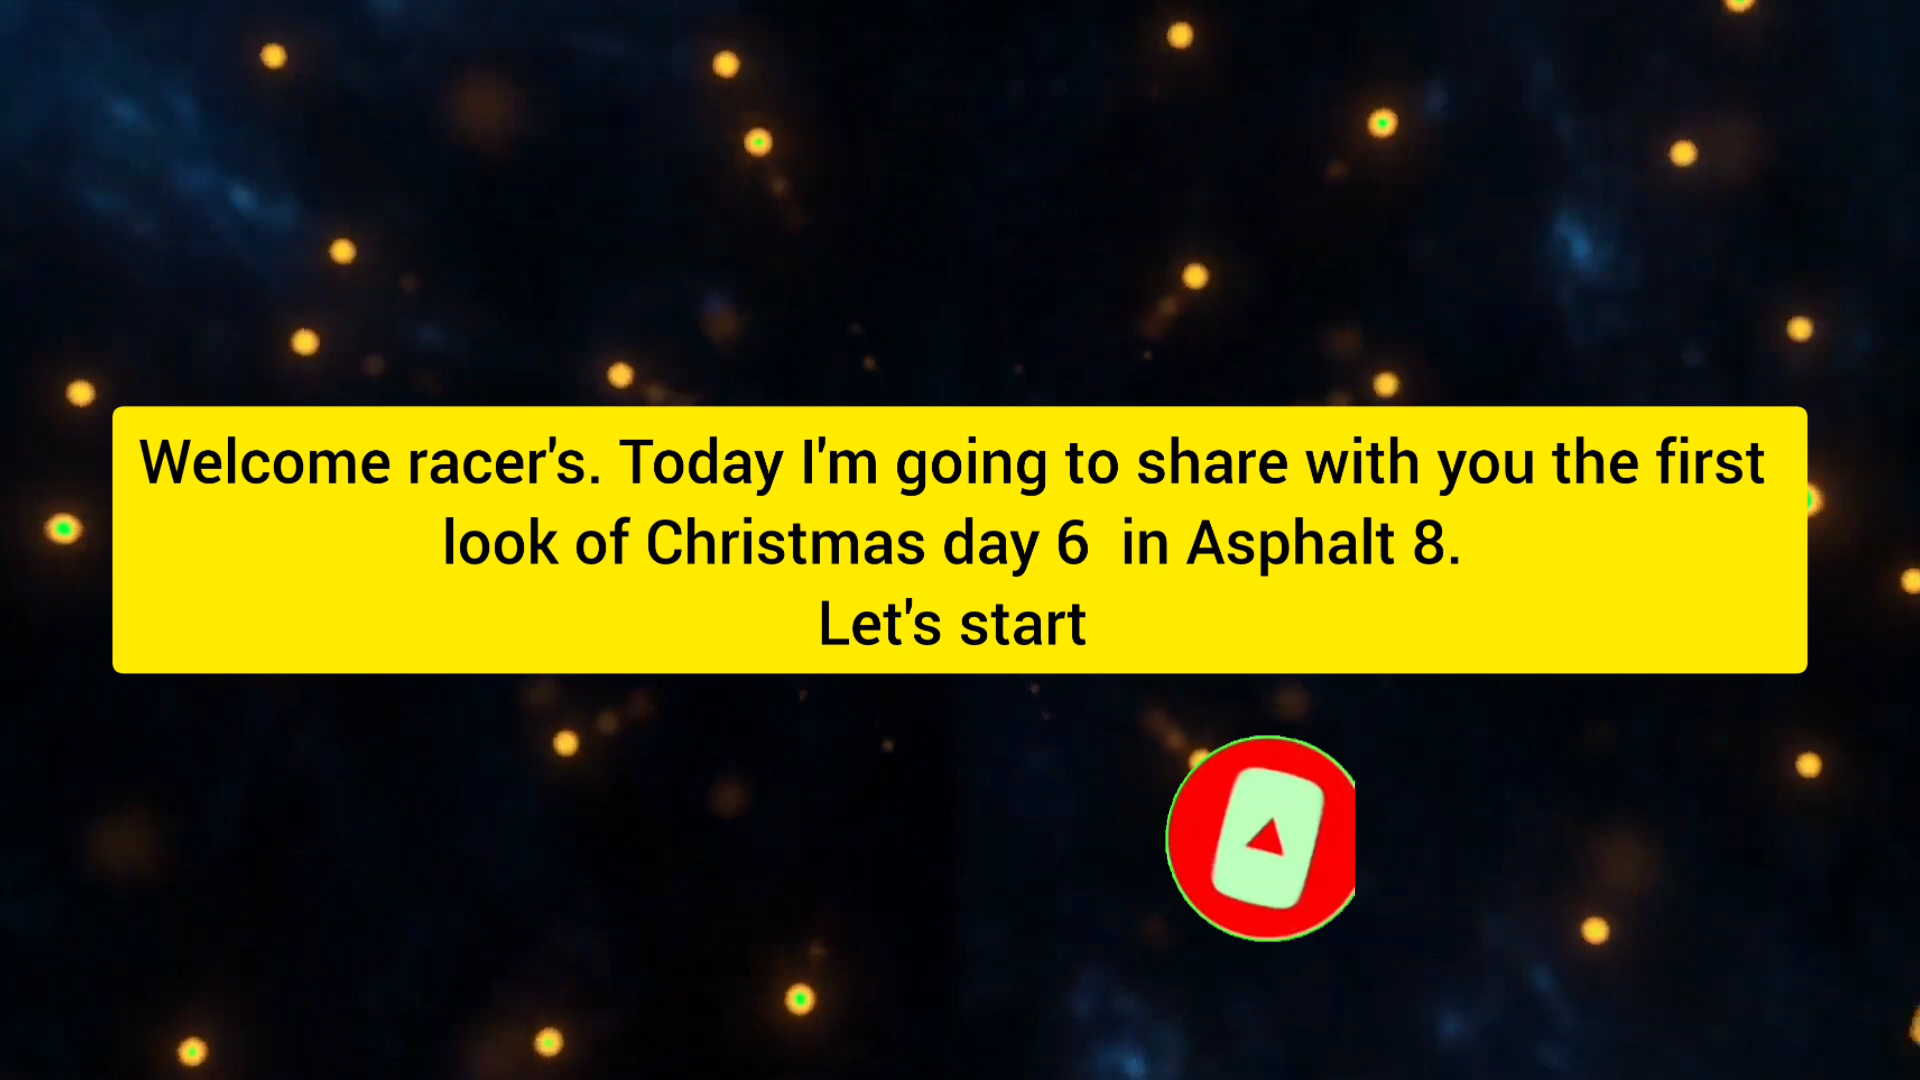 Welcome racer's. Today I'm going to share with you the first
look of Christmas day 6  in Asphalt 8.
Let's start